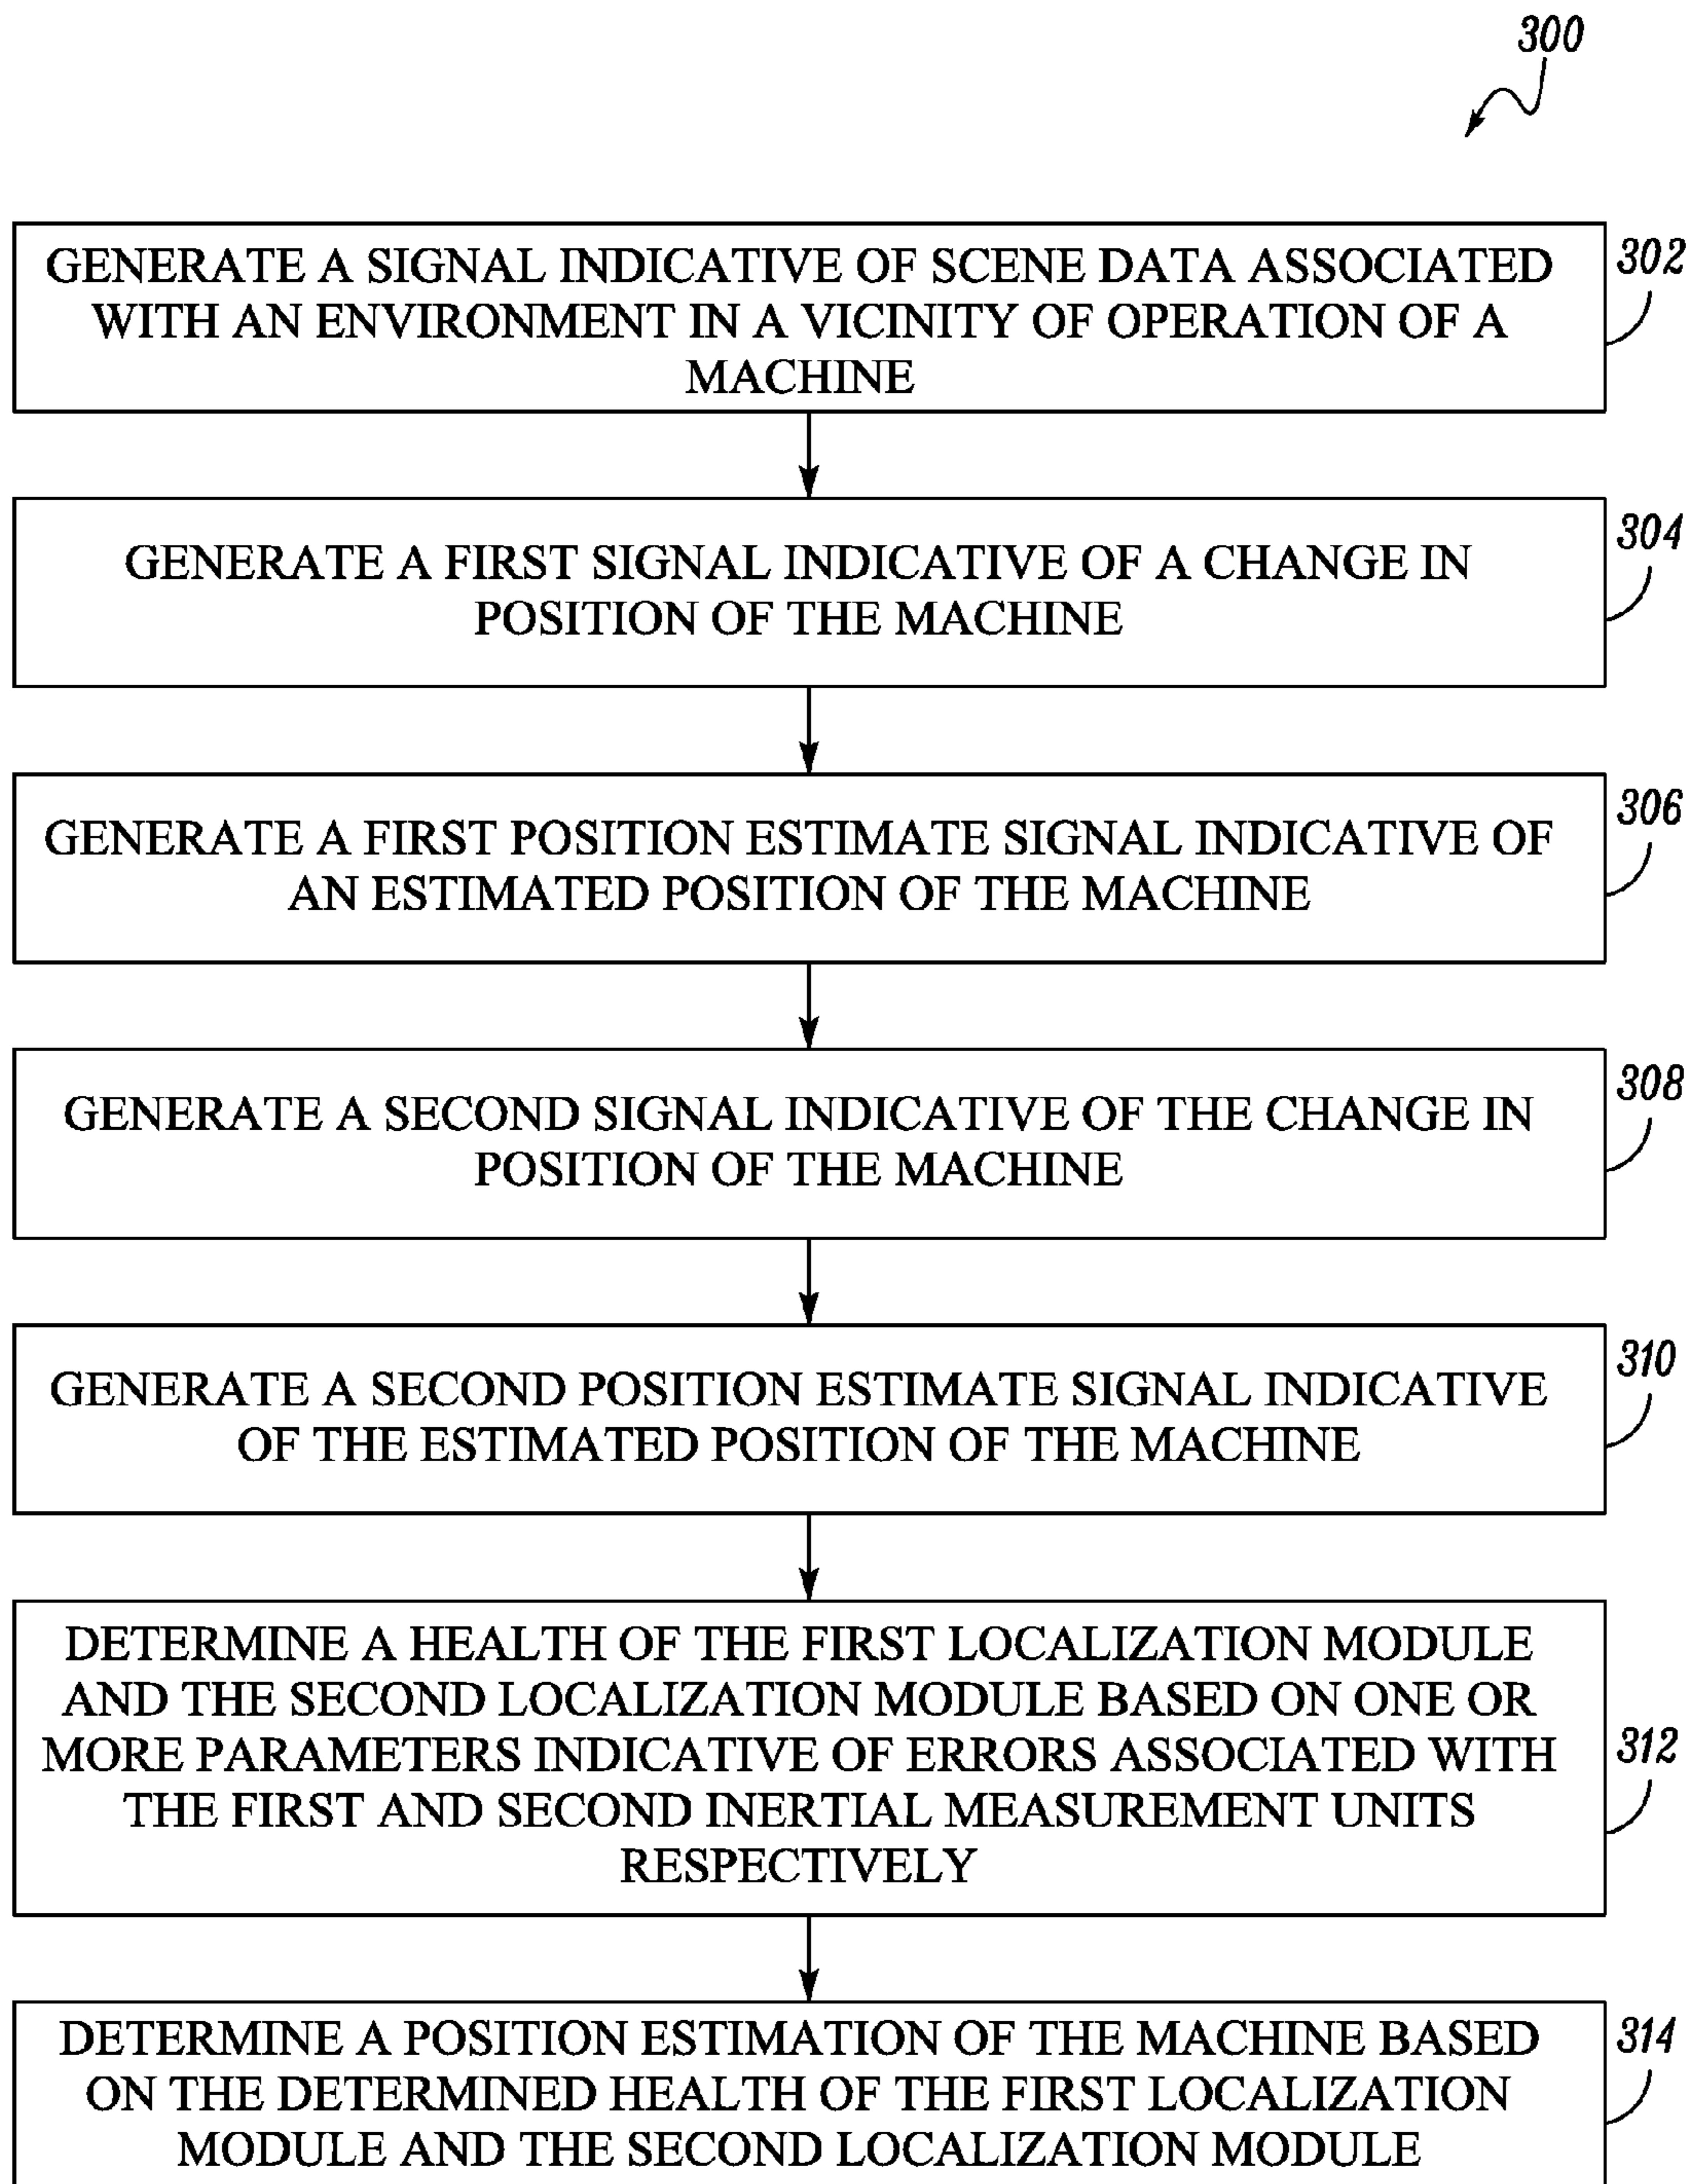 300
GENERATE A SIGNAL INDICATIVE OF SCENE DATA ASSOCIATED
WITH AN ENVIRONMENT IN A VICINITY OF OPERATION OF A
MACHINE
302
GENERATE A FIRST SIGNAL INDICATIVE OF A CHANGE IN
POSITION OF THE MACHINE
304
GENERATE A FIRST POSITION ESTIMATE SIGNAL INDICATIVE OF
AN ESTIMATED POSITION OF THE MACHINE
306
GENERATE A SECOND SIGNAL INDICATIVE OF THE CHANGE IN
POSITION OF THE MACHINE
308
GENERATE A SECOND POSITION ESTIMATE SIGNAL INDICATIVE
OF THE ESTIMATED POSITION OF THE MACHINE
310
DETERMINE A HEALTH OF THE FIRST LOCALIZATION MODULE
AND THE SECOND LOCALIZATION MODULE BASED ON ONE OR
MORE PARAMETERS INDICATIVE OF ERRORS ASSOCIATED WITH
THE FIRST AND SECOND INERTIAL MEASUREMENT UNITS
RESPECTIVELY
312
DETERMINE A POSITION ESTIMATION OF THE MACHINE BASED
ON THE DETERMINED HEALTH OF THE FIRST LOCALIZATION
MODULE AND THE SECOND LOCALIZATION MODULE
314